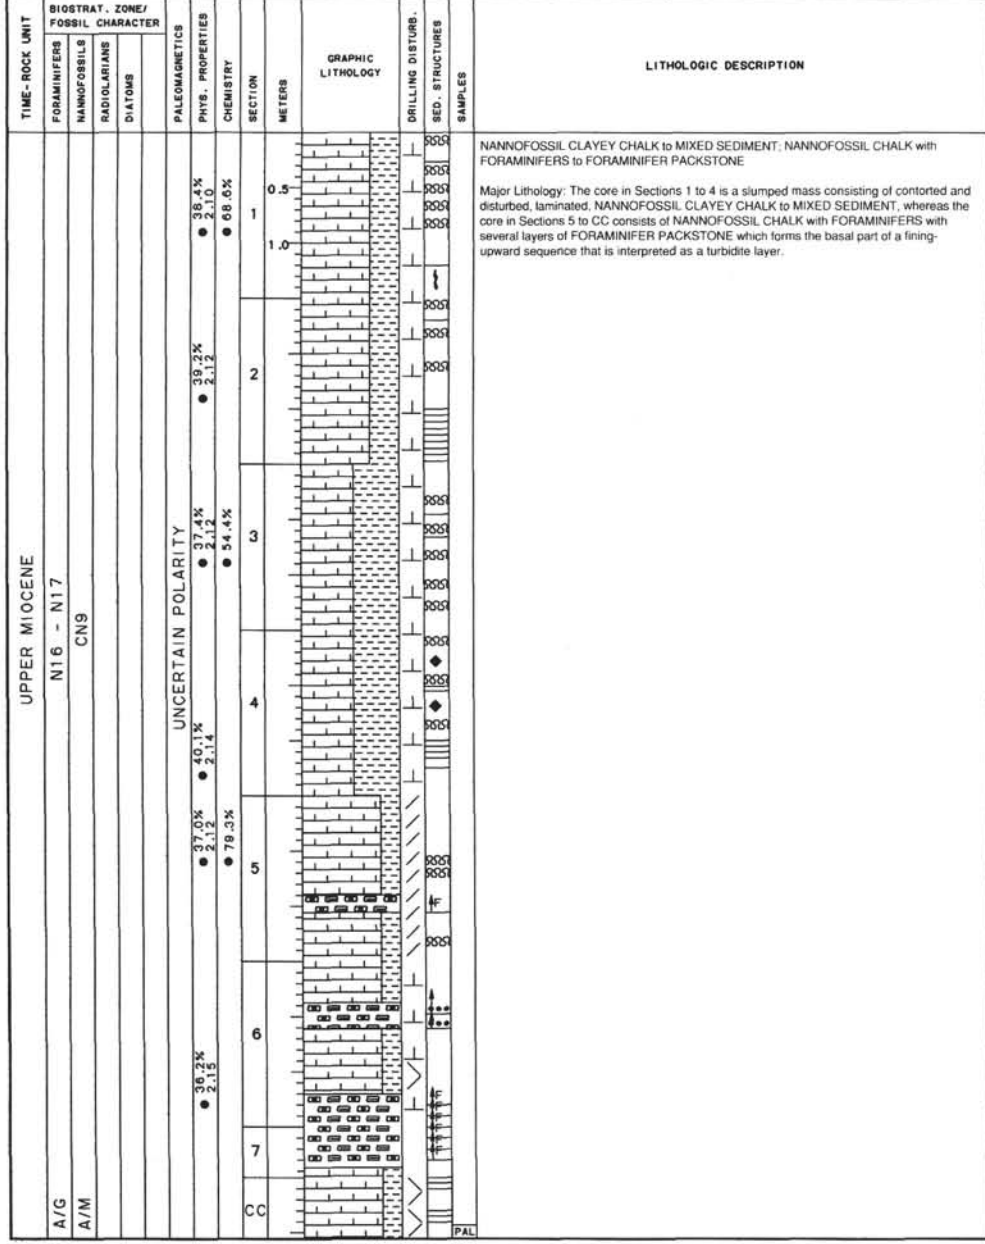 TIME-ROCK UNIT
BIOSTRAT. ZONE/
FOSSIL CHARACTER
FORAMINIFERS
NANNOFOSSILS
RADIOLARIANS
DIATOMS
PALEOMAGNETICS
PHYS. PROPERTIES
CHEMISTRY
SECTION
METERS
GRAPHIC
LITHOLOGY
DRILLING DISTURB.
SED. STRUCTURES
SAMPLES
LITHOLOGIC DESCRIPTION
UPPER MIOCENE
N16 - N17
A/G
CN9
A/M
UNCERTAIN POLARITY
38.4%
2.10
39.2%
2.12
37.4%
2.12
40.1%
2.14
37.0%
2.12
36.2%
2.15
68.6%
54.4%
79.3%
1
2
3
4
5
6
7
CC
0.5
1.0
F
F
F
F
F
F
F
PAL
NANNOFOSSIL CLAYEY CHALK to MIXED SEDIMENT; NANNOFOSSIL CHALK with
FORAMINIFERS to FORAMINIFER PACKSTONE
Major Lithology: The core in Sections 1 to 4 is a slumped mass consisting of contorted and
disturbed, laminated, NANNOFOSSIL CLAYEY CHALK to MIXED SEDIMENT, whereas the
core in Sections 5 to CC consists of NANNOFOSSIL CHALK with FORAMINIFERS with
several layers of FORAMINIFER PACKSTONE which forms the basal part of a fining-
upward sequence that is interpreted as a turbidite layer.